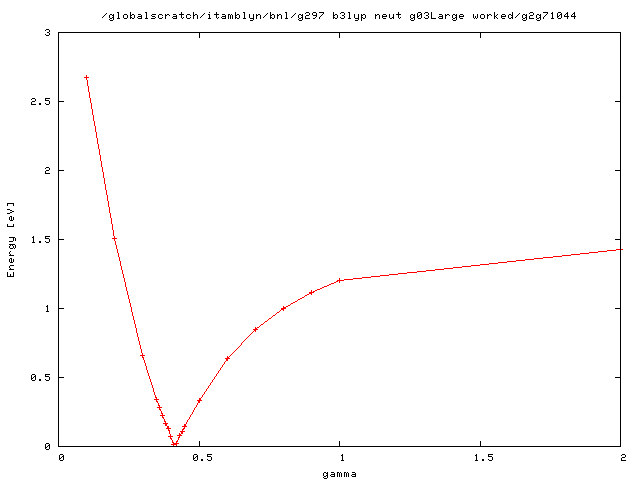 /globalscratch/itamblyn/bnl/g297 b3lyp neut g03Large worked/g2g71044
3
2.5
2
1.5
1
0.5
0
Energy [eV]
0 0.5 1 1.5 2
gamma